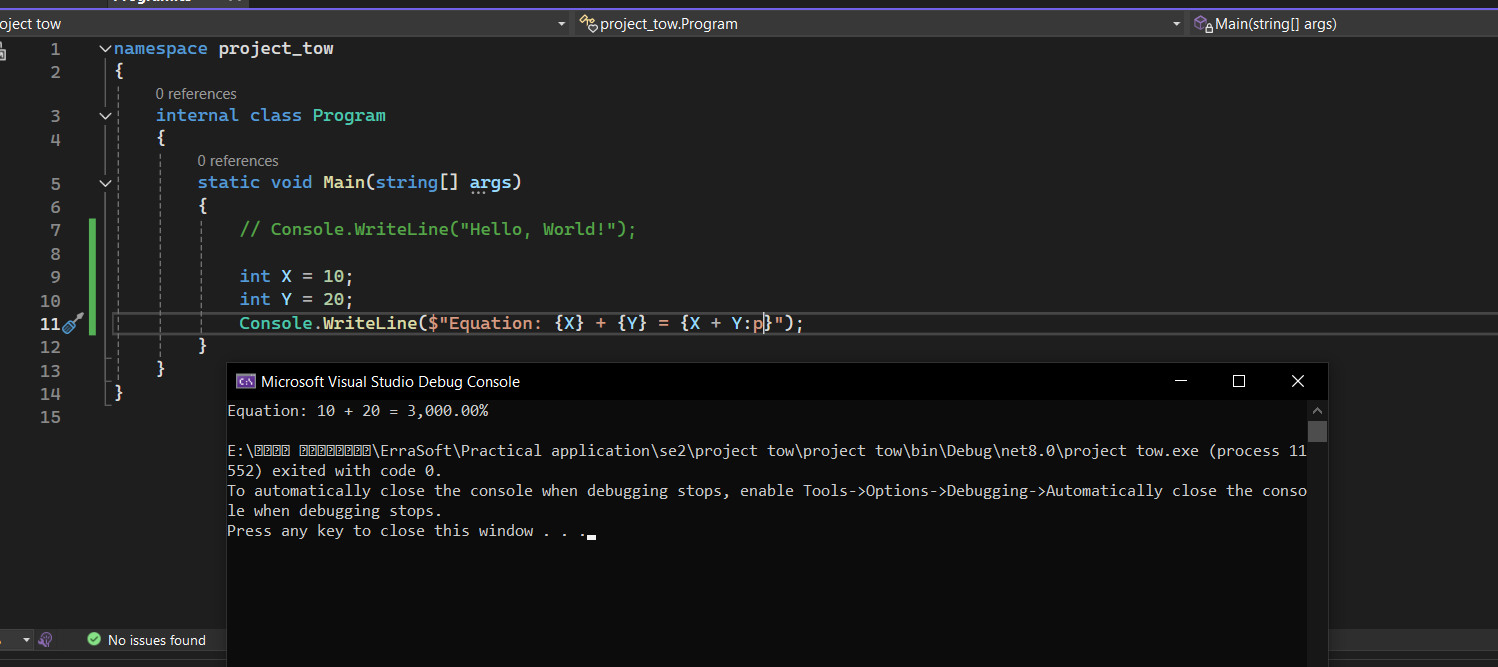 oject tow
project_tow.Program
Main(string[] args)
1 namespace project_tow
2 {
0 references
3 internal class Program
4 {
0 references
5 static void Main(string[] args)
6 {
7 // Console.WriteLine("Hello, World!");
8
9 int X = 10;
10 int Y = 20;
11 Console.WriteLine($"Equation: {X} + {Y} = {X + Y:p}");
12 }
13 }
14 }
15
Microsoft Visual Studio Debug Console
Equation: 10 + 20 = 3,000.00%
E:\���� ��������\ErraSoft\Practical application\se2\project tow\project tow\bin\Debug\net8.0\project tow.exe (process 11
552) exited with code 0.
To automatically close the console when debugging stops, enable Tools->Options->Debugging->Automatically close the conso
le when debugging stops.
Press any key to close this window . . .
No issues found